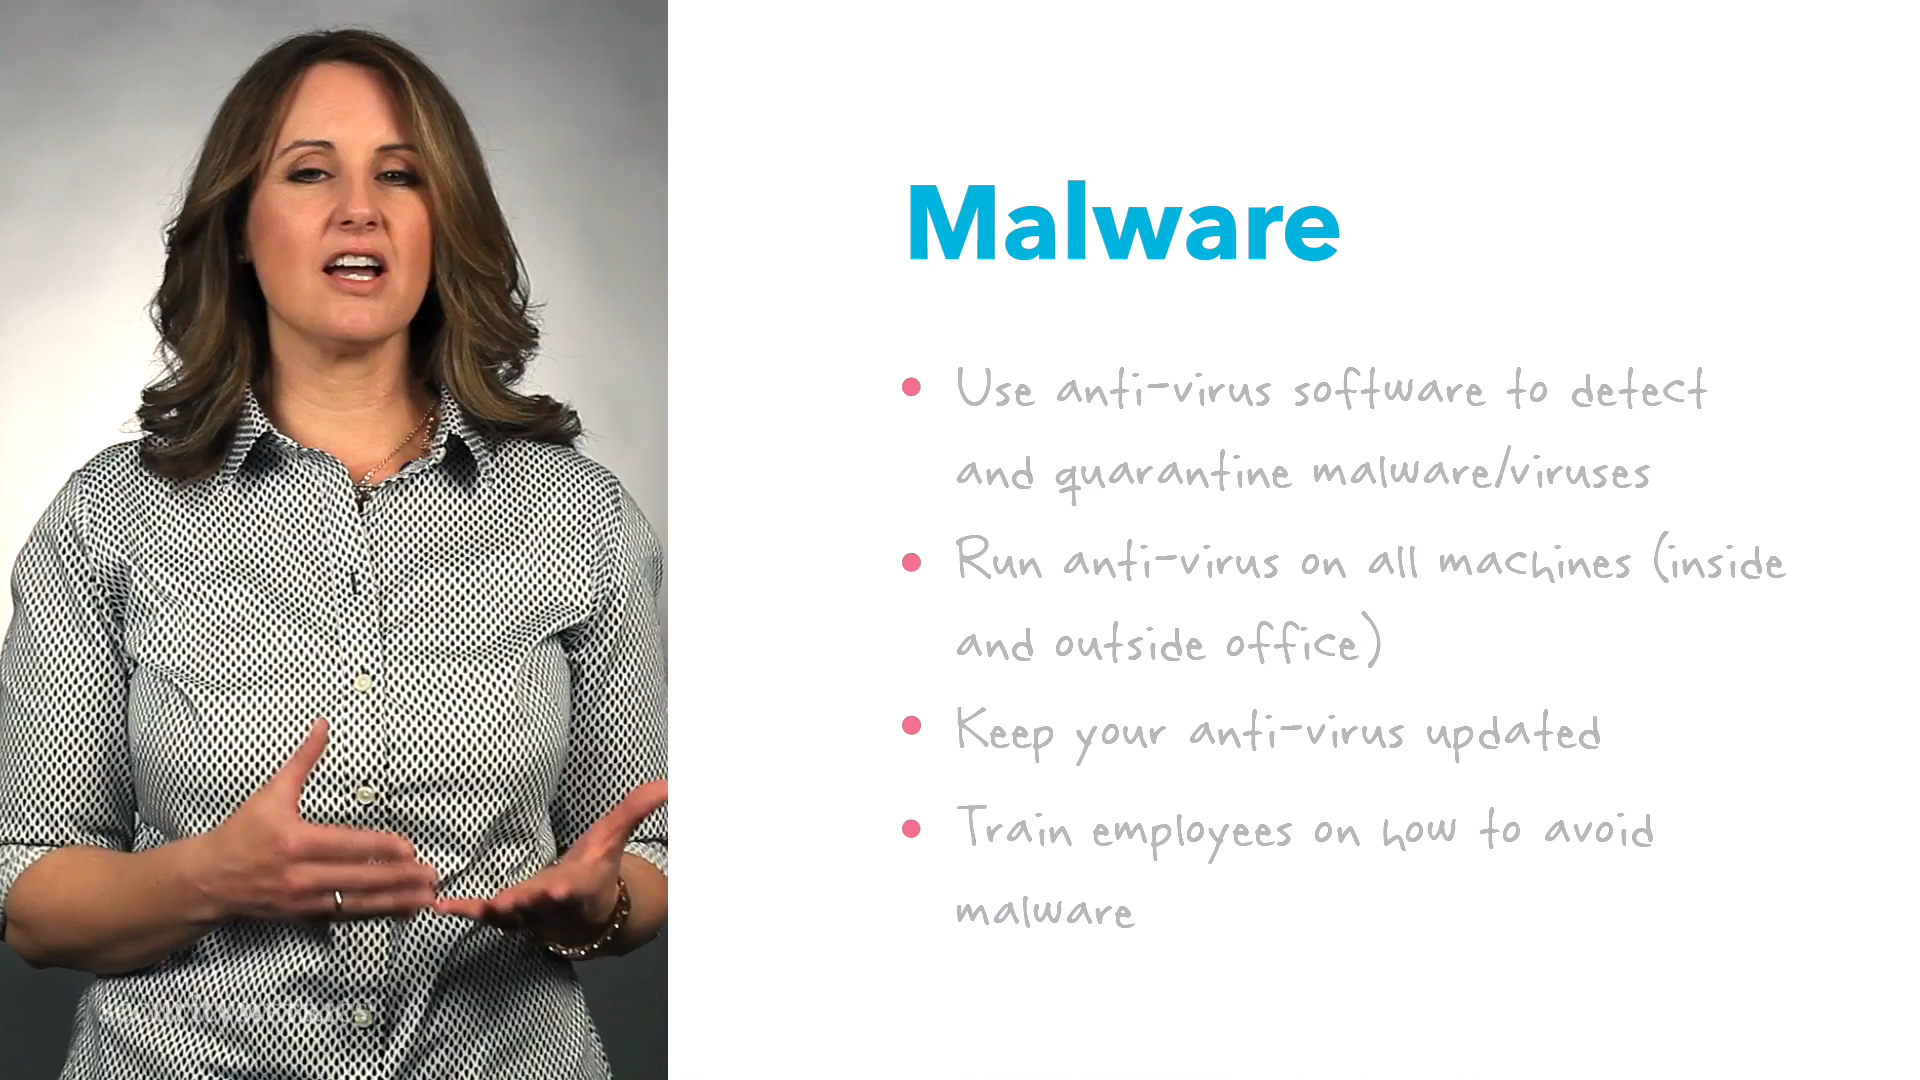 Malware
Use anti-virus software to detect
and quarantine malware/viruses
Run anti-virus on all machines (inside
and outside office)
Keep your anti-virus updated
Train employees on how to avoid
malware